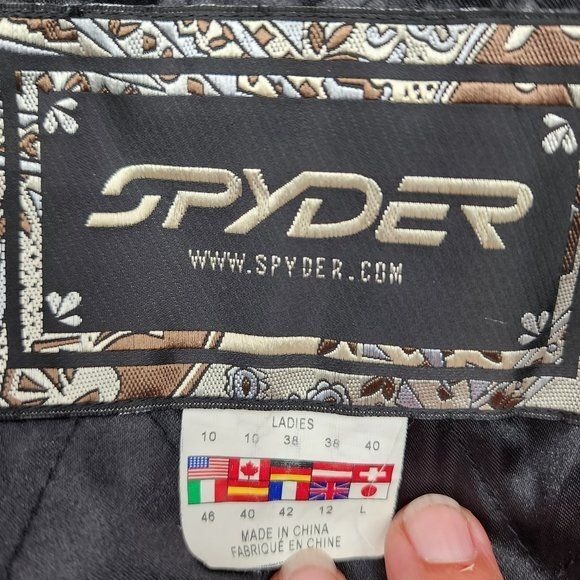 SPYDER
WWW.SPYDER.COM
LADIES
10 10 38 38 40
46 40 42 12 L
MADE IN CHINA
FABRIQUÉ EN CHINE